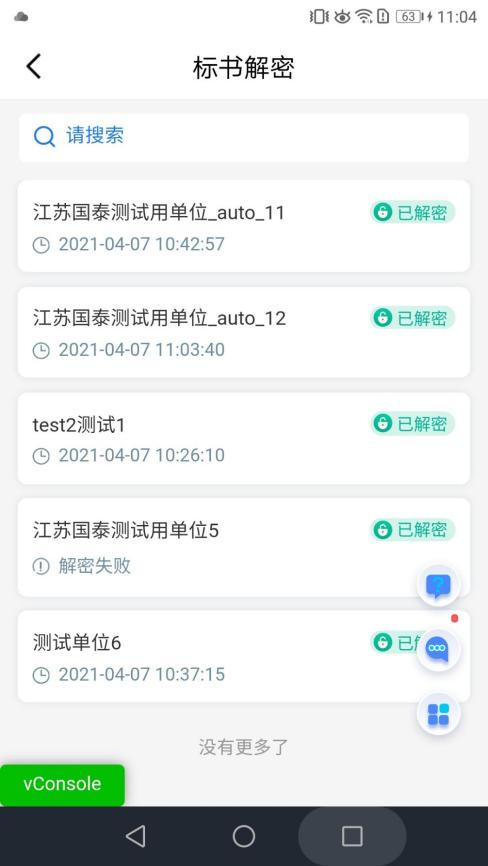 63 11:04
标书解密
请搜索
江苏国泰测试用单位_auto_11 已解密
2021-04-07 10:42:57
江苏国泰测试用单位_auto_12 已解密
2021-04-07 11:03:40
test2测试1 已解密
2021-04-07 10:26:10
江苏国泰测试用单位5 已解密
解密失败
测试单位6 已
2021-04-07 10:37:15
没有更多了
vConsole